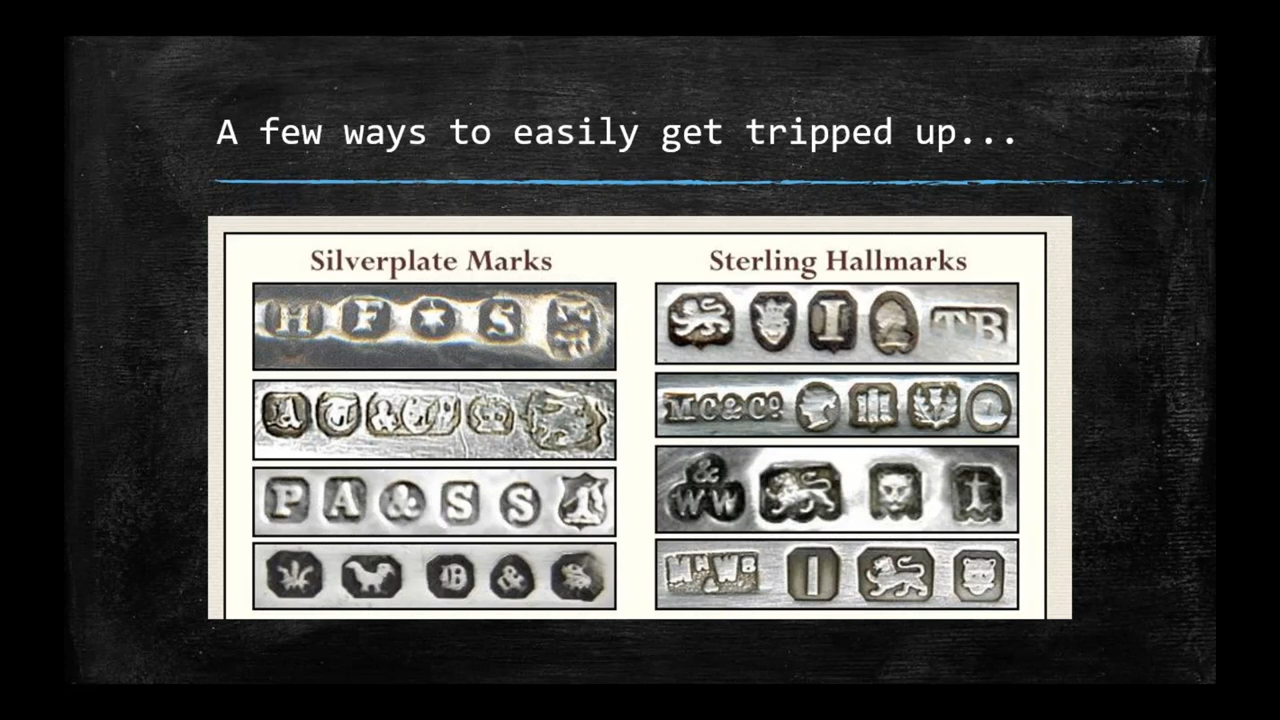 A few ways to easily get tripped up...
Silverplate Marks
H F S
P A & S S
B &
Sterling Hallmarks
I TB
MC&Cº
& WW
I